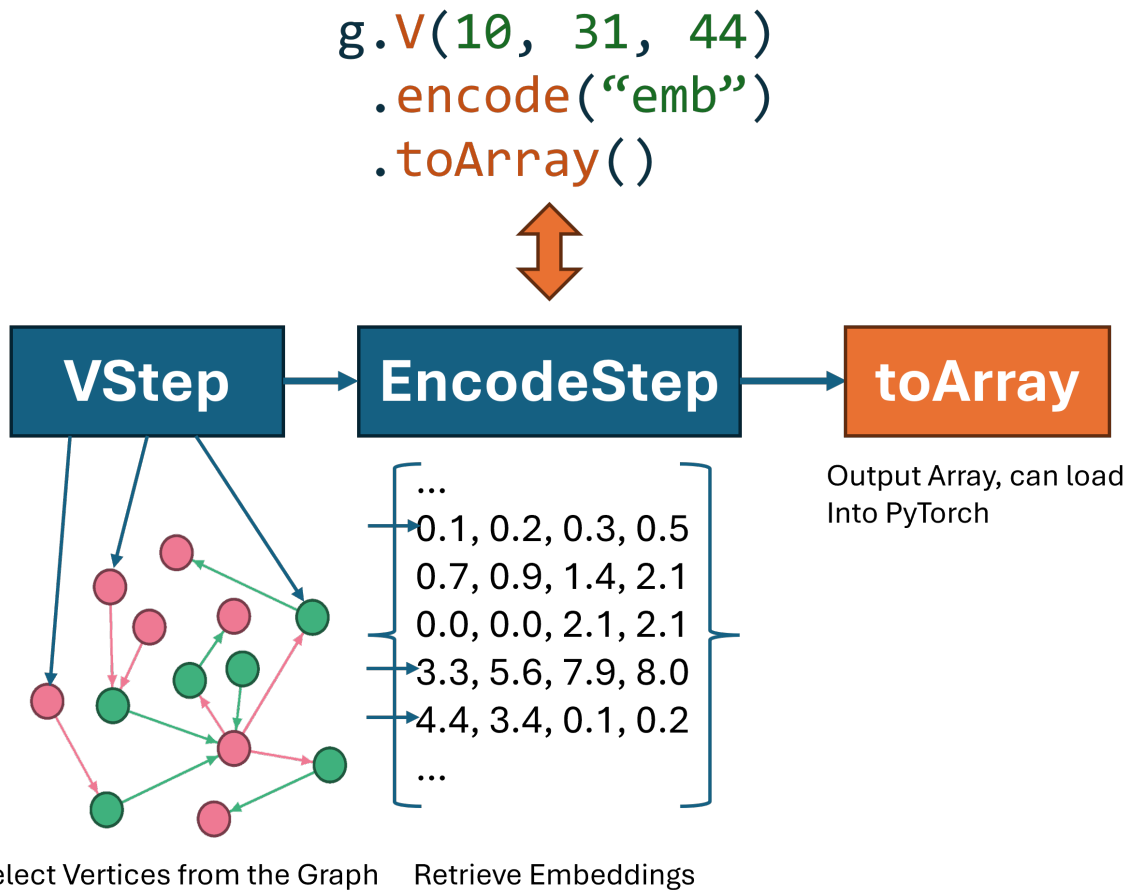 g.V(10, 31, 44)
.encode(“emb”)
.toArray()
VStep
EncodeStep
toArray
Output Array, can load
Into PyTorch
...
0.1, 0.2, 0.3, 0.5
0.7, 0.9, 1.4, 2.1
0.0, 0.0, 2.1, 2.1
3.3, 5.6, 7.9, 8.0
4.4, 3.4, 0.1, 0.2
...
elect Vertices from the Graph
Retrieve Embeddings